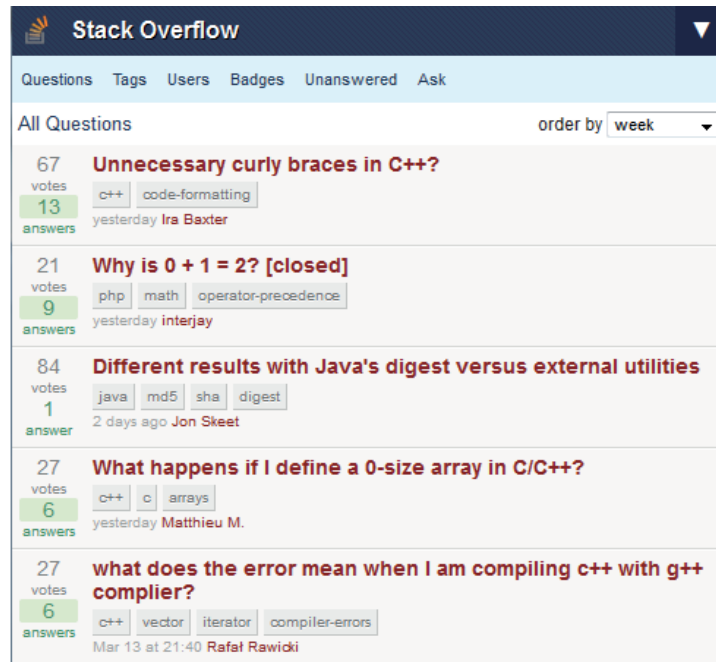 Stack Overflow ▼
Questions Tags Users Badges Unanswered Ask
All Questions order by week
67
votes
13
answers
Unnecessary curly braces in C++?
c++ code-formatting
yesterday Ira Baxter
21
votes
9
answers
Why is 0 + 1 = 2? [closed]
php math operator-precedence
yesterday interjay
84
votes
1
answer
Different results with Java's digest versus external utilities
java md5 sha digest
2 days ago Jon Skeet
27
votes
6
answers
What happens if I define a 0-size array in C/C++?
c++ c arrays
yesterday Matthieu M.
27
votes
6
answers
what does the error mean when I am compiling c++ with g++
complier?
c++ vector iterator compiler-errors
Mar 13 at 21:40 Rafał Rawicki